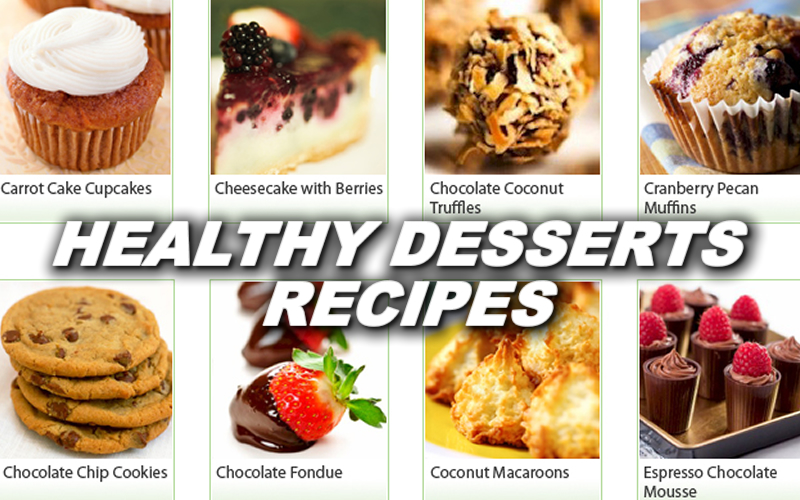 Carrot Cake Cupcakes
Cheesecake with Berries
Chocolate Coconut
Truffles
Cranberry Pecan
Muffins
HEALTHY DESSERTS
RECIPES
Chocolate Chip Cookies
Chocolate Fondue
Coconut Macaroons
Espresso Chocolate
Mousse